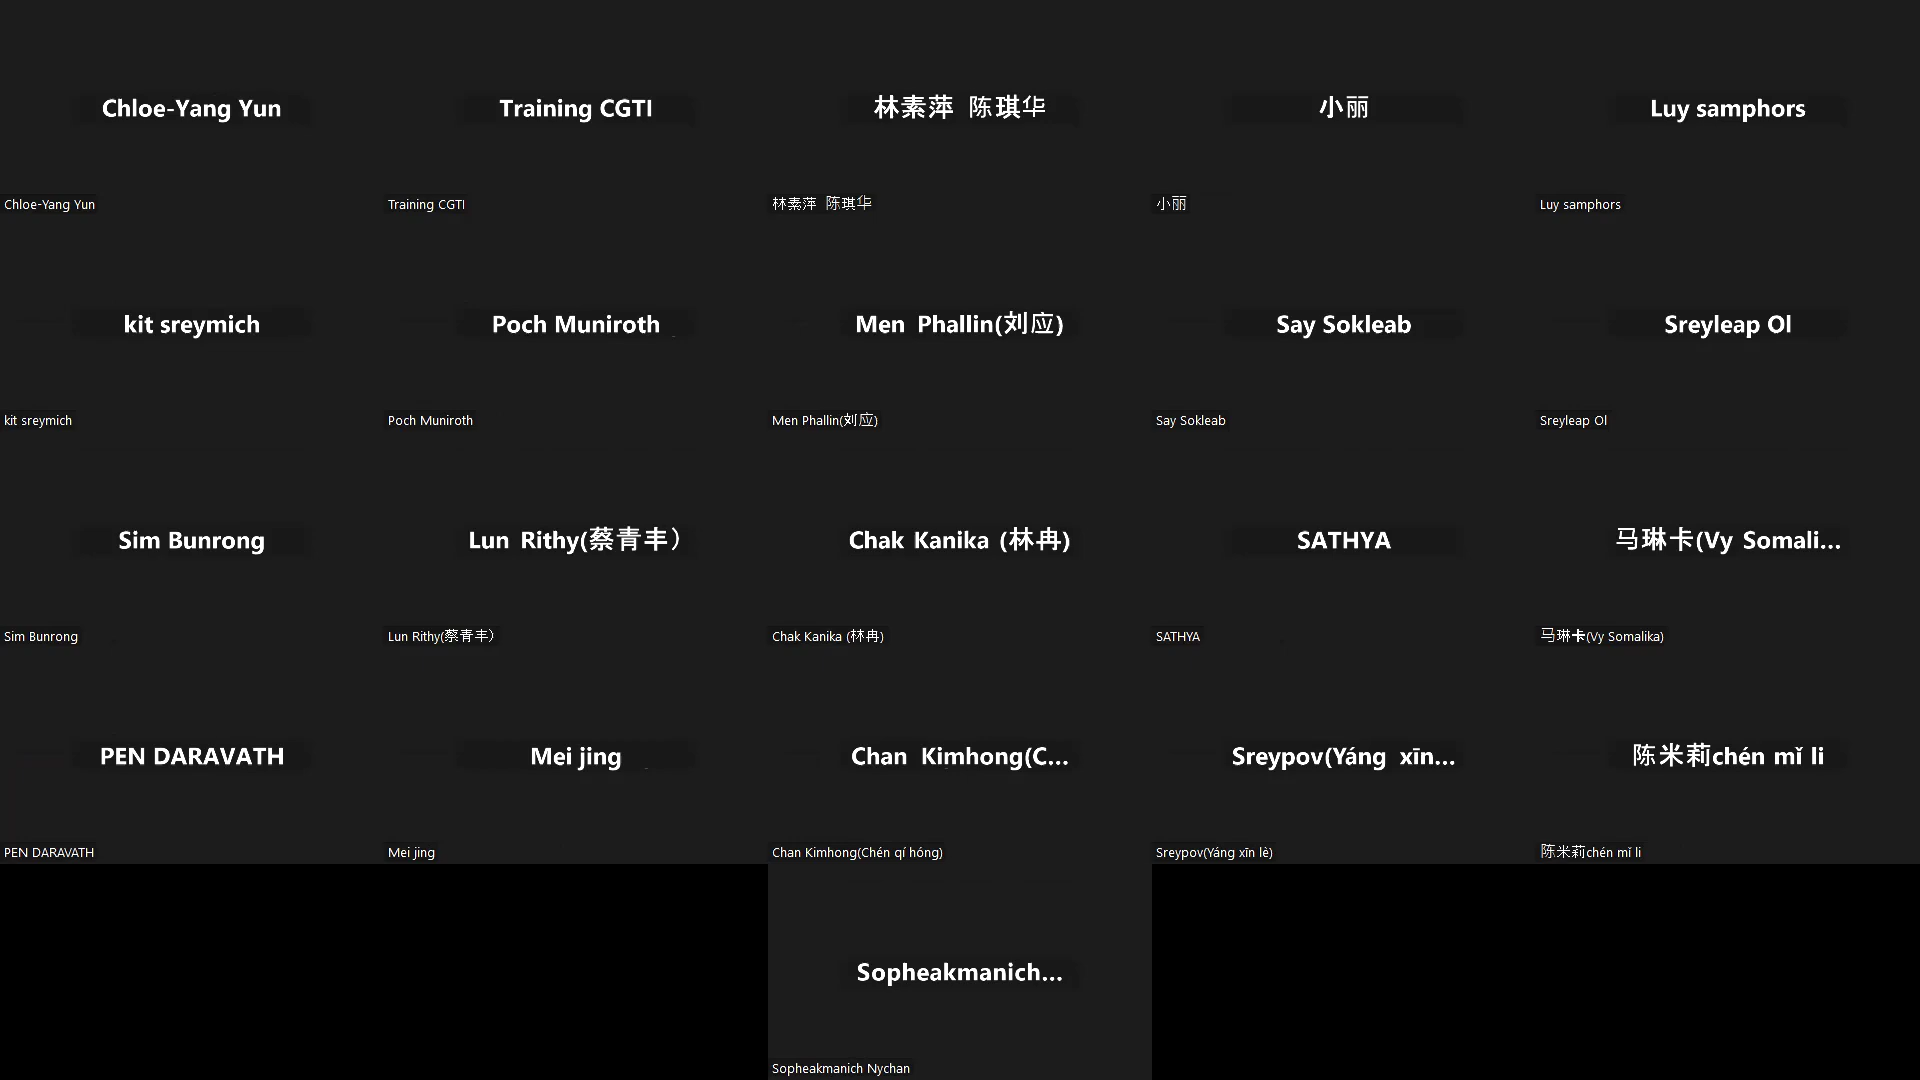 Chloe-Yang Yun
Training CGTI
林素萍 陈琪华
小丽
Luy samphors
Chloe-Yang Yun
Training CGTI
林素萍 陈琪华
小丽
Luy samphors
kit sreymich
Poch Muniroth
Men Phallin(刘应)
Say Sokleab
Sreyleap Ol
kit sreymich
Poch Muniroth
Men Phallin(刘应)
Say Sokleab
Sreyleap Ol
Sim Bunrong
Lun Rithy(蔡青丰）
Chak Kanika (林冉)
SATHYA
马琳卡(Vy Somali...
Sim Bunrong
Lun Rithy(蔡青丰）
Chak Kanika (林冉)
SATHYA
马琳卡(Vy Somalika)
PEN DARAVATH
Mei jing
Chan Kimhong(C...
Sreypov(Yáng xīn...
陈米莉chén mǐ li
PEN DARAVATH
Mei jing
Chan Kimhong(Chén qí hóng)
Sreypov(Yáng xīn lè)
陈米莉chén mǐ li
Sopheakmanich...
Sopheakmanich Nychan